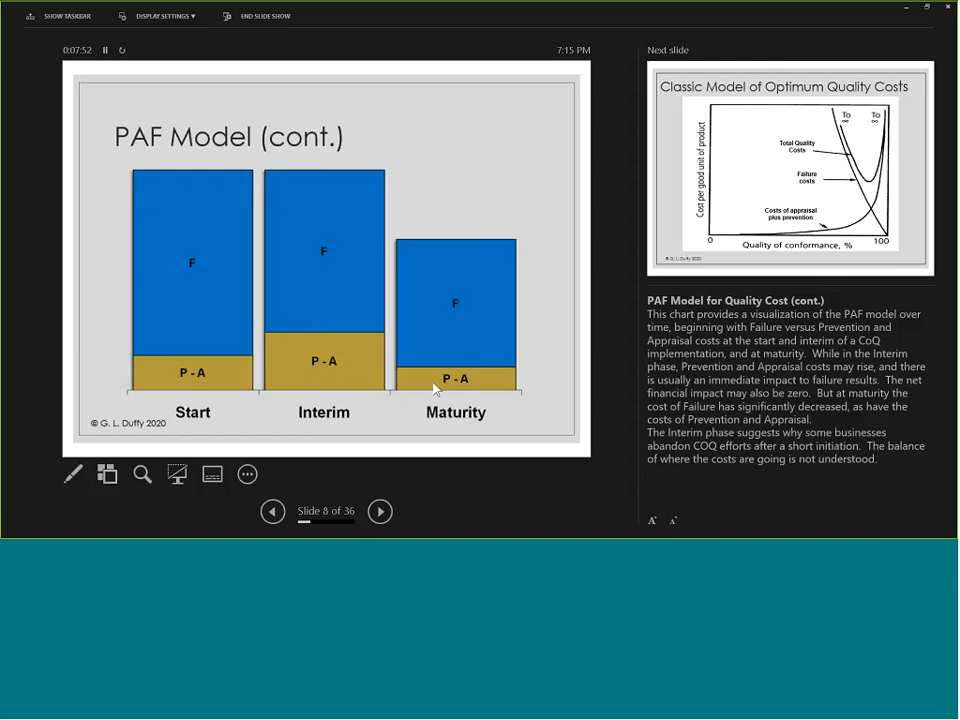 SHOW TASKBAR
DISPLAY SETTINGS ▾
END SLIDE SHOW
0:07:52
7:15 PM
PAF Model (cont.)
F
F
F
P - A
P - A
P - A
Start
Interim
Maturity
© G. L. Duffy 2020
Slide 8 of 36
Next slide
Classic Model of Optimum Quality Costs
Cost per good unit of product
To ∞
To ∞
Total Quality
Costs
Failure
costs
Costs of appraisal
plus prevention
0
100
Quality of conformance, %
© G. L. Duffy 2020
PAF Model for Quality Cost (cont.)
This chart provides a visualization of the PAF model over
time, beginning with Failure versus Prevention and
Appraisal costs at the start and interim of a CoQ
implementation, and at maturity. While in the Interim
phase, Prevention and Appraisal costs may rise, and there
is usually an immediate impact to failure results. The net
financial impact may also be zero. But at maturity the
cost of Failure has significantly decreased, as have the
costs of Prevention and Appraisal.
The Interim phase suggests why some businesses
abandon COQ efforts after a short initiation. The balance
of where the costs are going is not understood.
A
A